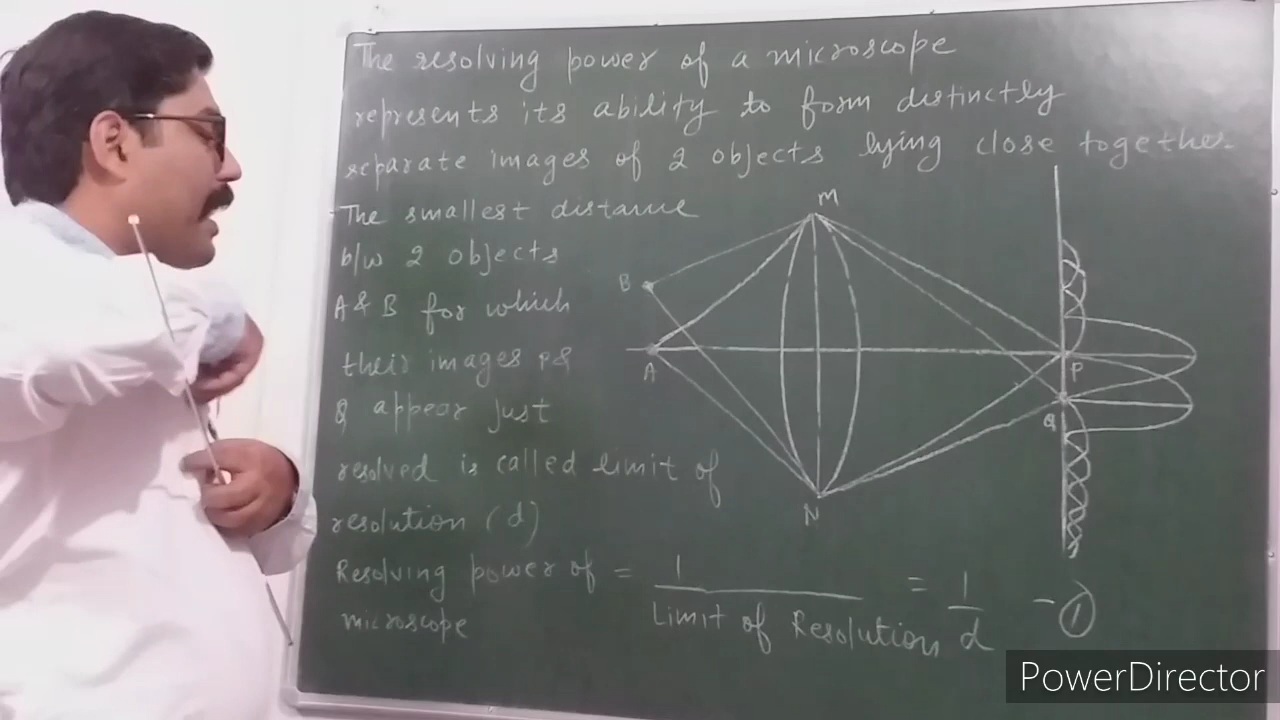 The resolving power of a microscope
represents its ability to form distinctly
separate images of 2 objects lying close together
The smallest distance
b/w 2 objects
A & B for which
their images P &
Q appear just
resolved is called limit of
resolution (d)
Resolving power of = 1 = 1 - ①
microscope Limit of Resolution d
M
B
A
P
Q
N
PowerDirector